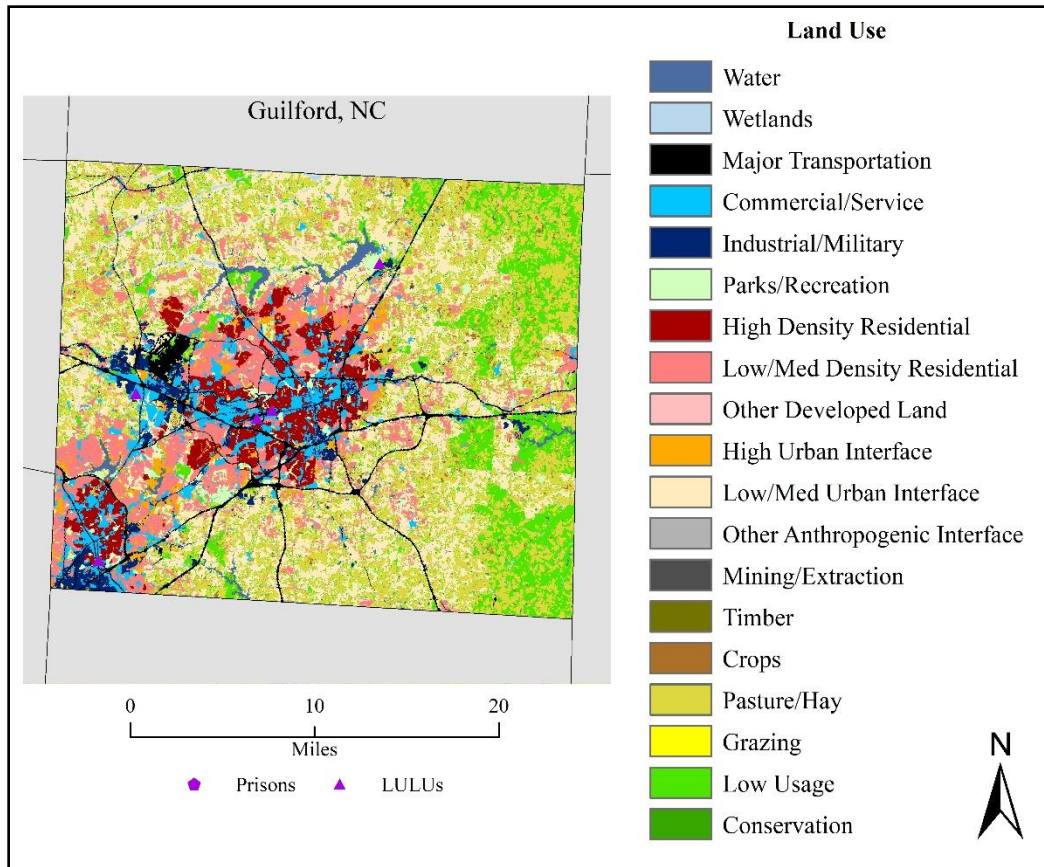 Guilford, NC
0 10 20
Miles
Prisons LULUs
Land Use
Water
Wetlands
Major Transportation
Commercial/Service
Industrial/Military
Parks/Recreation
High Density Residential
Low/Med Density Residential
Other Developed Land
High Urban Interface
Low/Med Urban Interface
Other Anthropogenic Interface
Mining/Extraction
Timber
Crops
Pasture/Hay
Grazing
Low Usage
Conservation
N